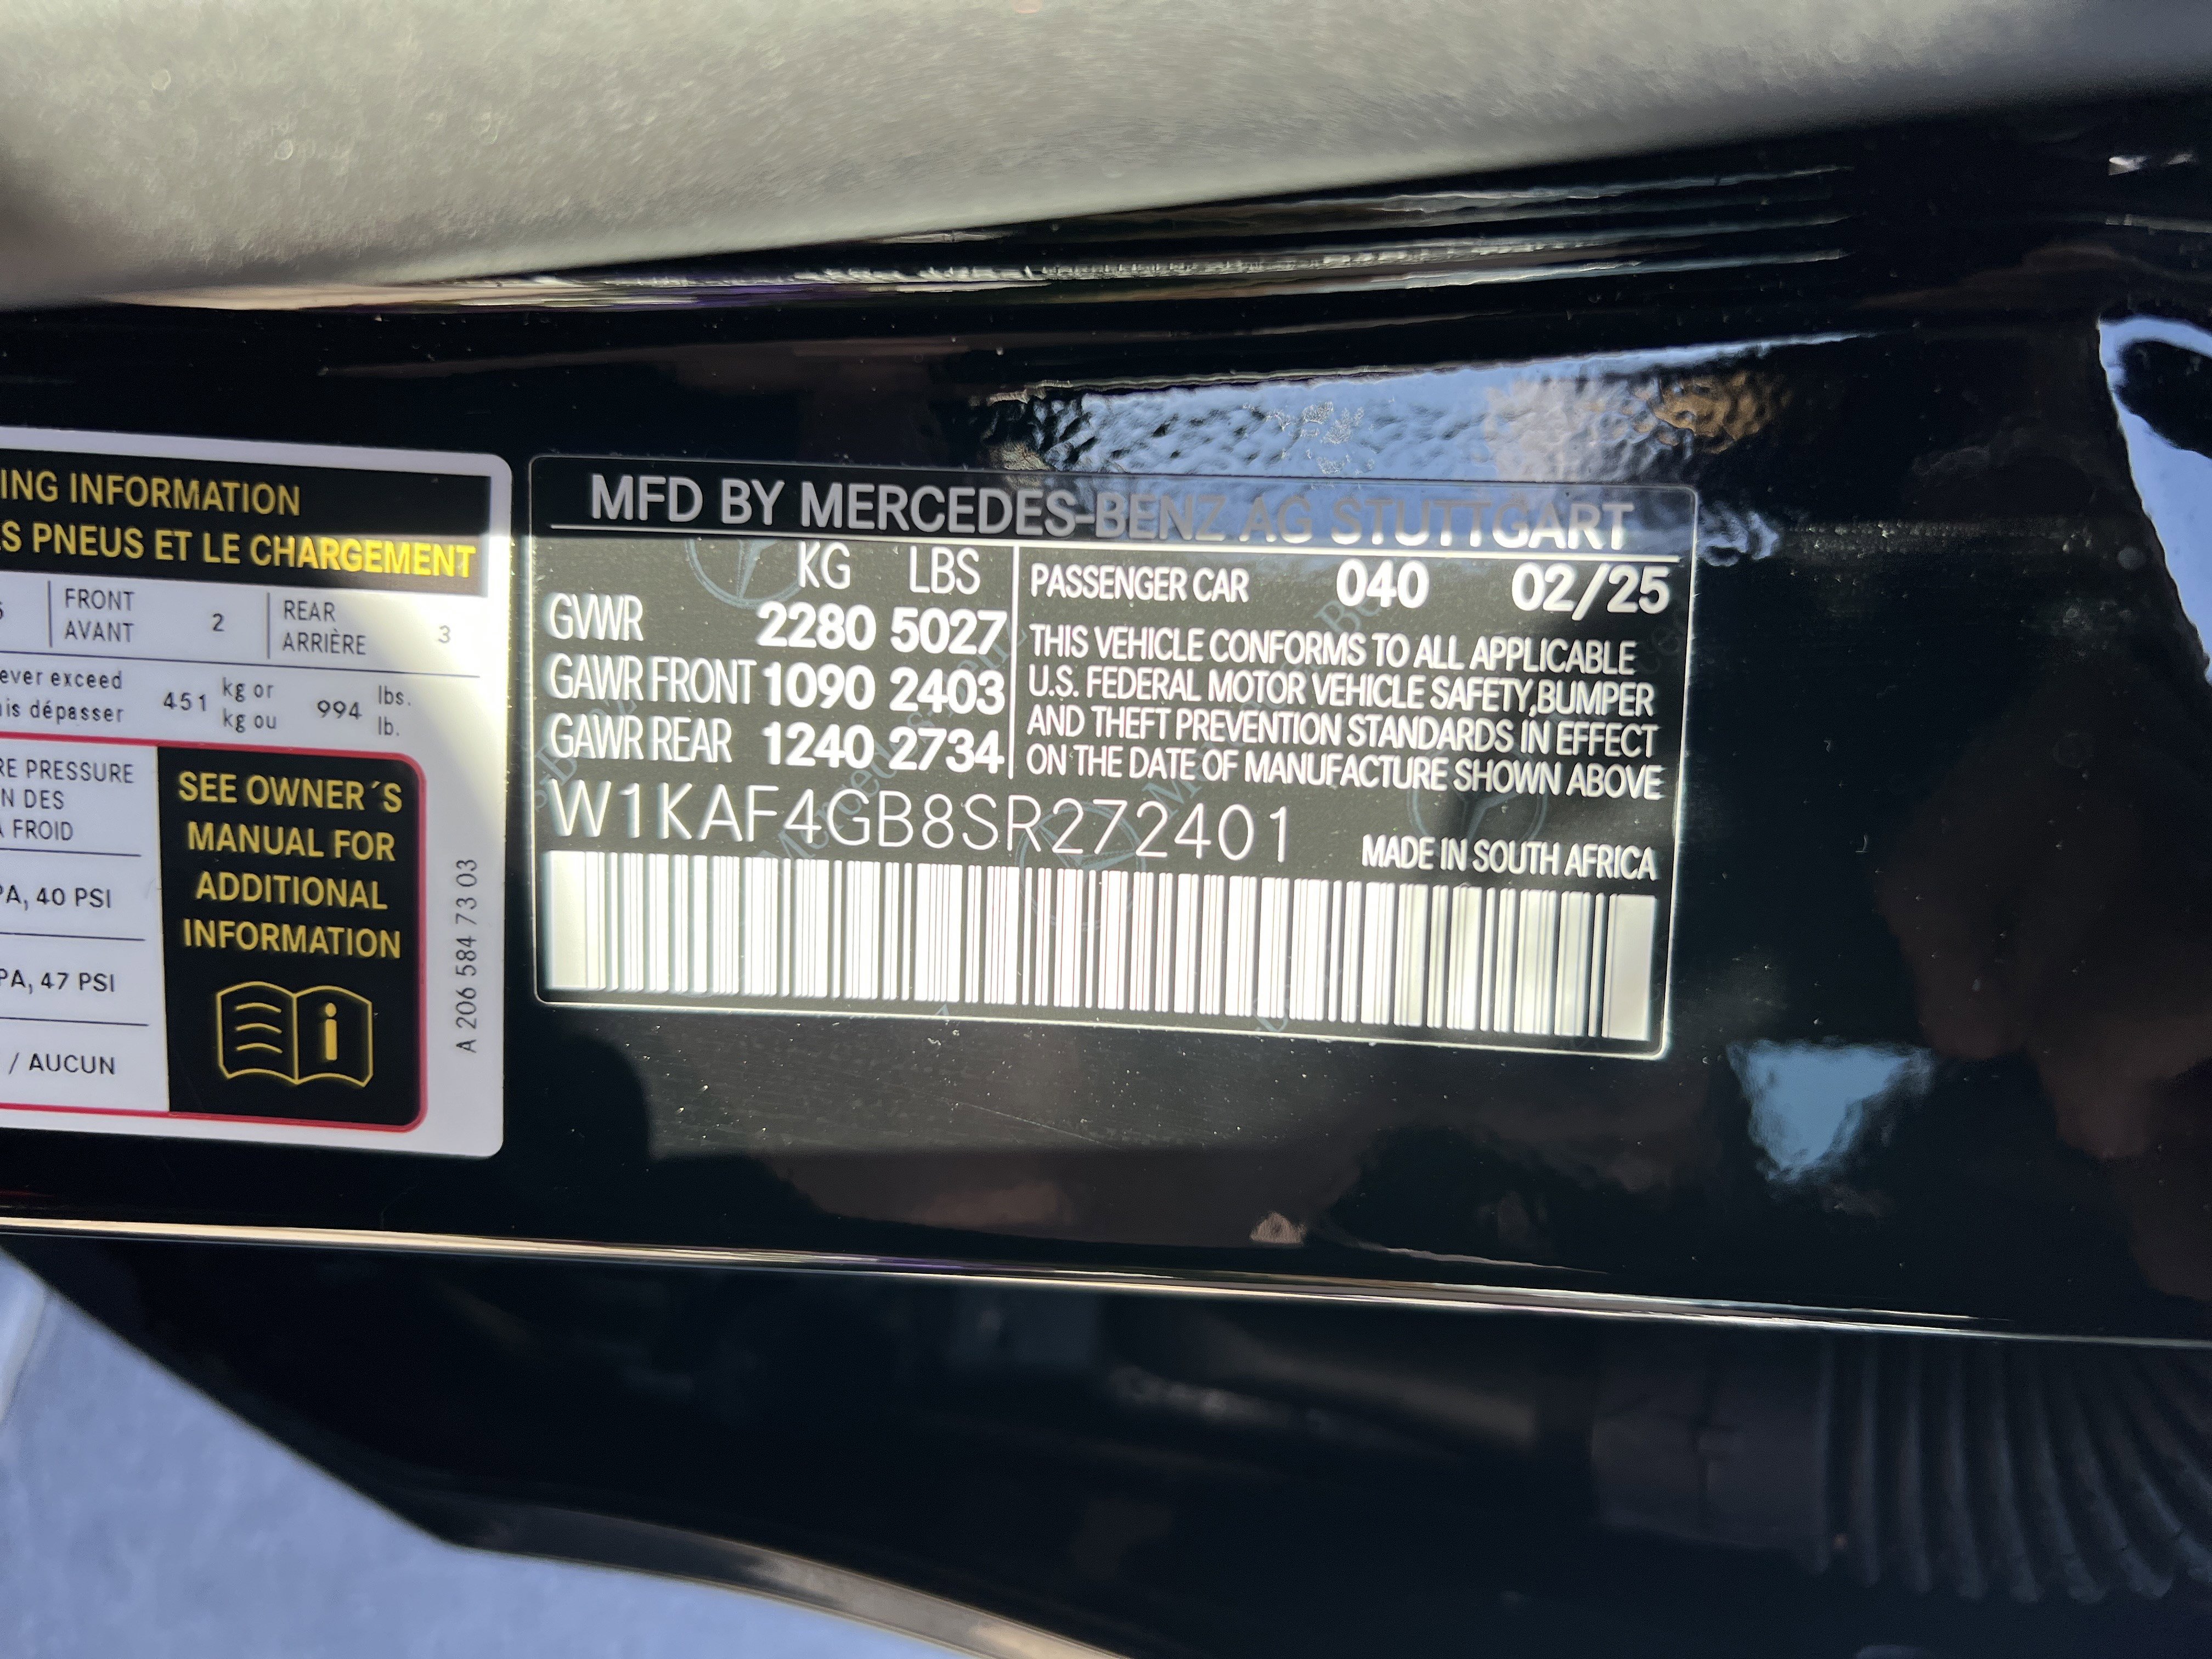 ING INFORMATION
S PNEUS ET LE CHARGEMENT
FRONT
AVANT
2
REAR
ARRIÈRE
3
ever exceed
is dépasser
451
kg or
kg ou
994
lbs.
lb.
RE PRESSURE
N DES
À FROID
PA, 40 PSI
PA, 47 PSI
/ AUCUN
SEE OWNER´S
MANUAL FOR
ADDITIONAL
INFORMATION
A 206 584 73 03
MFD BY MERCEDES-BENZ AG STUTTGART
KG LBS
GVWR 2280 5027
GAWR FRONT 1090 2403
GAWR REAR 1240 2734
PASSENGER CAR 040 02/25
THIS VEHICLE CONFORMS TO ALL APPLICABLE
U.S. FEDERAL MOTOR VEHICLE SAFETY,BUMPER
AND THEFT PREVENTION STANDARDS IN EFFECT
ON THE DATE OF MANUFACTURE SHOWN ABOVE
W1KAF4GB8SR272401
MADE IN SOUTH AFRICA